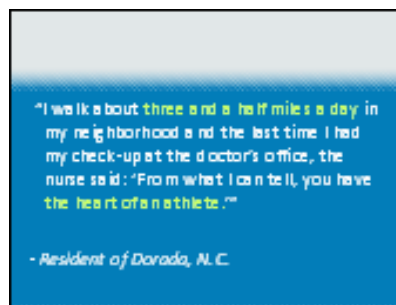 "I walk about three and a half miles a day in
my neighborhood and the last time I had
my check-up at the doctor's office, the
nurse said: "From what I can tell, you have
the heart of an athlete.""
- Resident of Dorado, N.C.